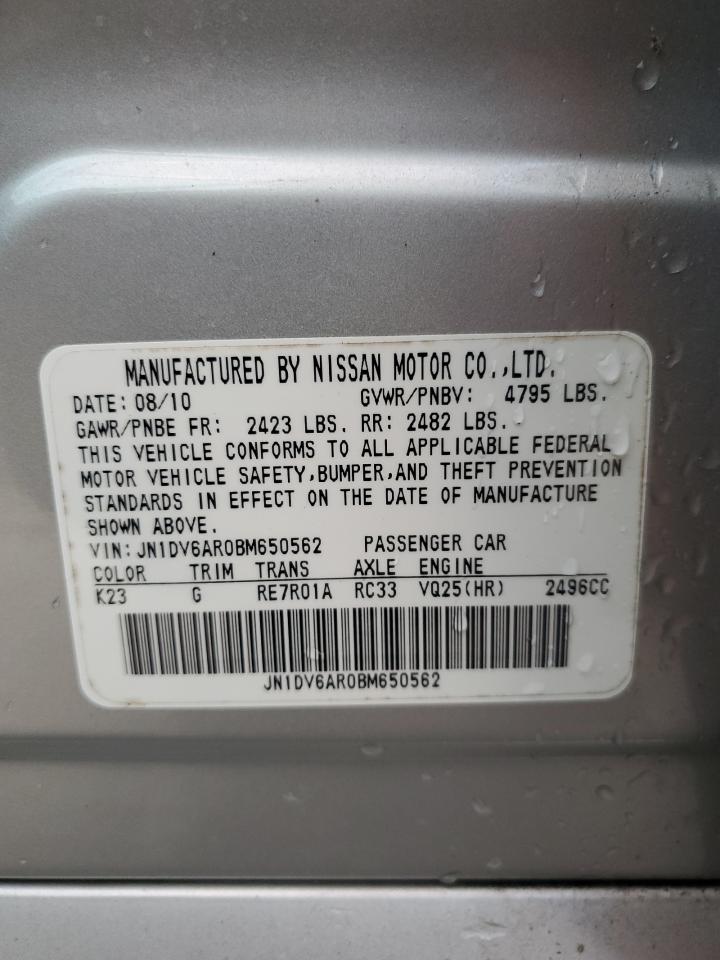 MANUFACTURED BY NISSAN MOTOR CO.,LTD.
DATE: 08/10 GVWR/PNBV: 4795 LBS.
GAWR/PNBE FR: 2423 LBS. RR: 2482 LBS.
THIS VEHICLE CONFORMS TO ALL APPLICABLE FEDERAL
MOTOR VEHICLE SAFETY,BUMPER,AND THEFT PREVENTION
STANDARDS IN EFFECT ON THE DATE OF MANUFACTURE
SHOWN ABOVE.
VIN: JN1DV6AR0BM650562 PASSENGER CAR
COLOR TRIM TRANS AXLE ENGINE
K23 G RE7R01A RC33 VQ25(HR) 2496CC
JN1DV6AR0BM650562